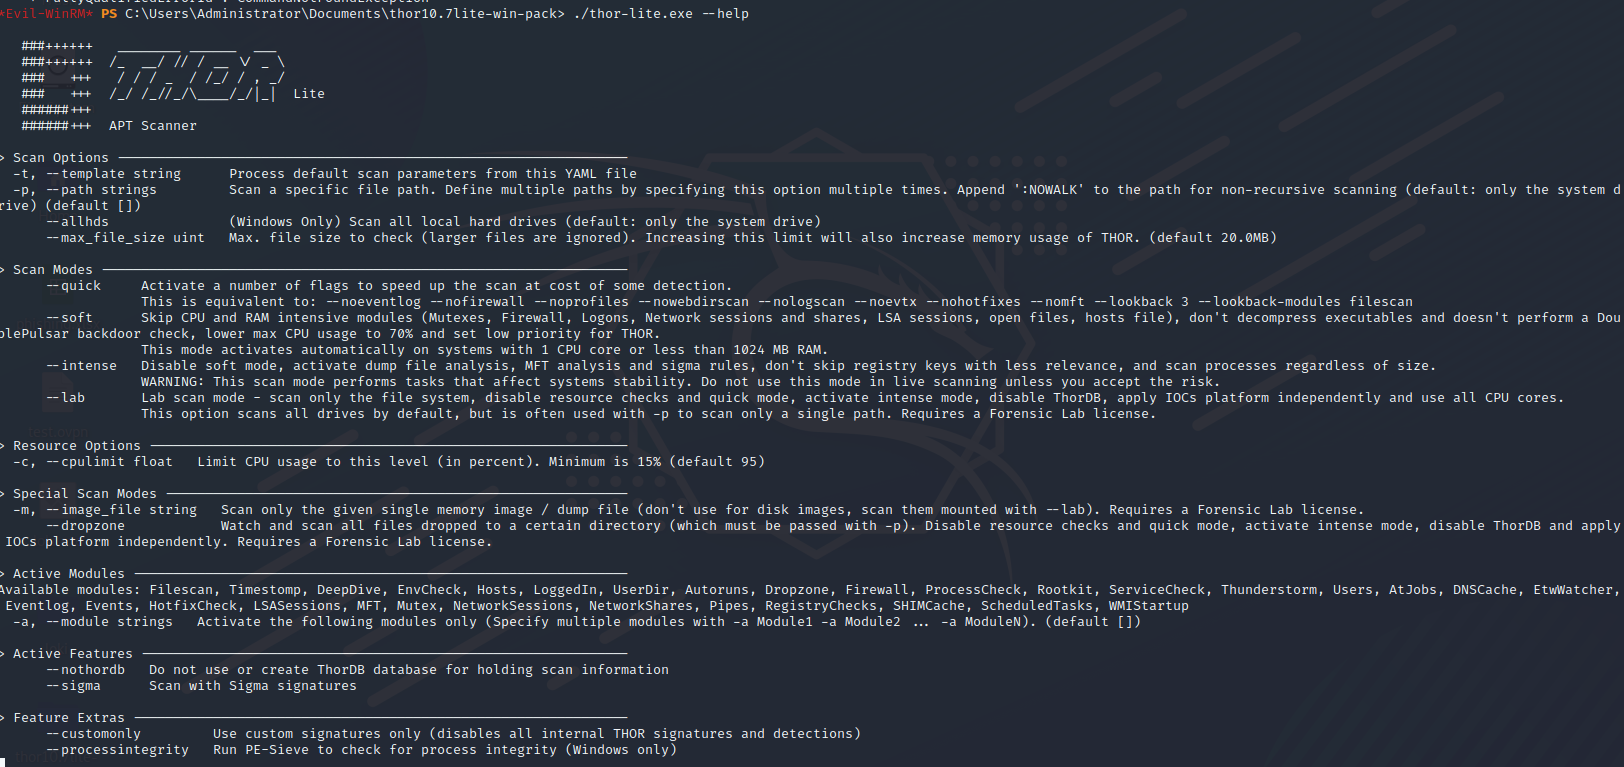 *Evil-WinRM* PS C:\Users\Administrator\Documents\thor10.7lite-win-pack> ./thor-lite.exe --help
###++++++ ________ ______ ___
###++++++ /_ __/ // / __ \/ _ \
### +++ / / / _ / /_/ / , _/
### +++ /_/ /_//_/\____/_/|_| Lite
######+++
######+++ APT Scanner
> Scan Options
-t, --template string Process default scan parameters from this YAML file
-p, --path strings Scan a specific file path. Define multiple paths by specifying this option multiple times. Append ':NOWALK' to the path for non-recursive scanning (default: only the system d
rive) (default [])
--allhds (Windows Only) Scan all local hard drives (default: only the system drive)
--max_file_size uint Max. file size to check (larger files are ignored). Increasing this limit will also increase memory usage of THOR. (default 20.0MB)
> Scan Modes
--quick Activate a number of flags to speed up the scan at cost of some detection.
This is equivalent to: --noeventlog --nofirewall --noprofiles --nowebdirscan --nologscan --noevtx --nohotfixes --nomft --lookback 3 --lookback-modules filescan
--soft Skip CPU and RAM intensive modules (Mutexes, Firewall, Logons, Network sessions and shares, LSA sessions, open files, hosts file), don't decompress executables and doesn't perform a Dou
blePulsar backdoor check, lower max CPU usage to 70% and set low priority for THOR.
This mode activates automatically on systems with 1 CPU core or less than 1024 MB RAM.
--intense Disable soft mode, activate dump file analysis, MFT analysis and sigma rules, don't skip registry keys with less relevance, and scan processes regardless of size.
WARNING: This scan mode performs tasks that affect systems stability. Do not use this mode in live scanning unless you accept the risk.
--lab Lab scan mode - scan only the file system, disable resource checks and quick mode, activate intense mode, disable ThorDB, apply IOCs platform independently and use all CPU cores.
This option scans all drives by default, but is often used with -p to scan only a single path. Requires a Forensic Lab license.
> Resource Options
-c, --cpulimit float Limit CPU usage to this level (in percent). Minimum is 15% (default 95)
> Special Scan Modes
-m, --image_file string Scan only the given single memory image / dump file (don't use for disk images, scan them mounted with --lab). Requires a Forensic Lab license.
--dropzone Watch and scan all files dropped to a certain directory (which must be passed with -p). Disable resource checks and quick mode, activate intense mode, disable ThorDB and apply
IOCs platform independently. Requires a Forensic Lab license.
> Active Modules
Available modules: Filescan, Timestomp, DeepDive, EnvCheck, Hosts, LoggedIn, UserDir, Autoruns, Dropzone, Firewall, ProcessCheck, Rootkit, ServiceCheck, Thunderstorm, Users, AtJobs, DNSCache, EtwWatcher,
Eventlog, Events, HotfixCheck, LSASessions, MFT, Mutex, NetworkSessions, NetworkShares, Pipes, RegistryChecks, SHIMCache, ScheduledTasks, WMIStartup
-a, --module strings Activate the following modules only (Specify multiple modules with -a Module1 -a Module2 ... -a ModuleN). (default [])
> Active Features
--nothordb Do not use or create ThorDB database for holding scan information
--sigma Scan with Sigma signatures
> Feature Extras
--customonly Use custom signatures only (disables all internal THOR signatures and detections)
--processintegrity Run PE-Sieve to check for process integrity (Windows only)